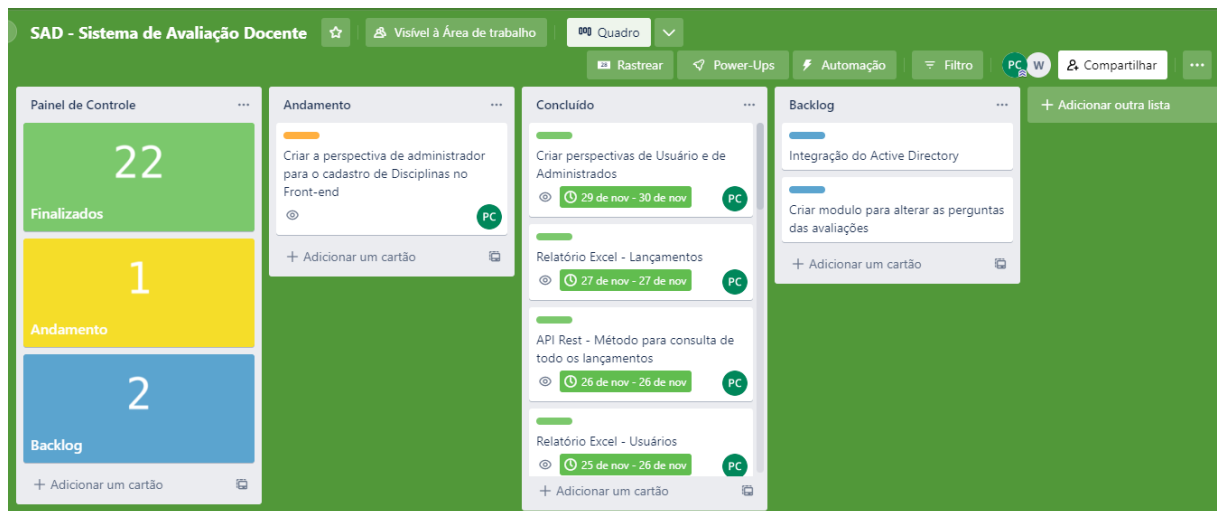 SAD - Sistema de Avaliação Docente
Visível à Área de trabalho
Quadro
Rastrear
Power-Ups
Automação
Filtro
PC
W
Compartilhar
Painel de Controle
22
Finalizados
1
Andamento
2
Backlog
+ Adicionar um cartão
Andamento
Criar a perspectiva de administrador
para o cadastro de Disciplinas no
Front-end
PC
+ Adicionar um cartão
Concluído
Criar perspectivas de Usuário e de
Administrados
29 de nov - 30 de nov
PC
Relatório Excel - Lançamentos
27 de nov - 27 de nov
PC
API Rest - Método para consulta de
todo os lançamentos
26 de nov - 26 de nov
PC
Relatório Excel - Usuários
25 de nov - 26 de nov
PC
+ Adicionar um cartão
Backlog
Integração do Active Directory
Criar modulo para alterar as perguntas
das avaliações
+ Adicionar um cartão
+ Adicionar outra lista